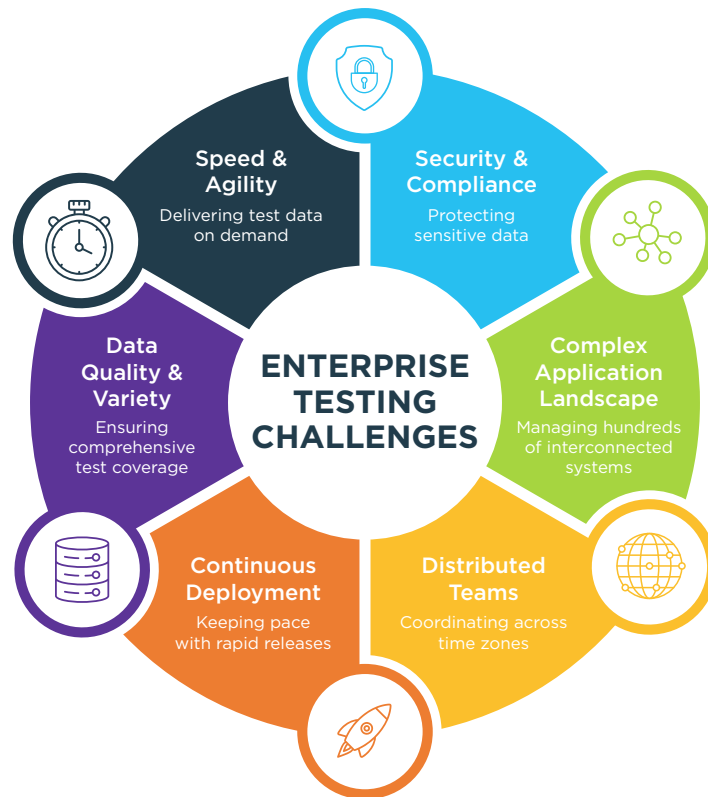 ENTERPRISE
TESTING
CHALLENGES
Speed &
Agility
Delivering test data
on demand
Security &
Compliance
Protecting
sensitive data
Complex
Application
Landscape
Managing hundreds
of interconnected
systems
Distributed
Teams
Coordinating across
time zones
Continuous
Deployment
Keeping pace
with rapid releases
Data
Quality &
Variety
Ensuring
comprehensive
test coverage